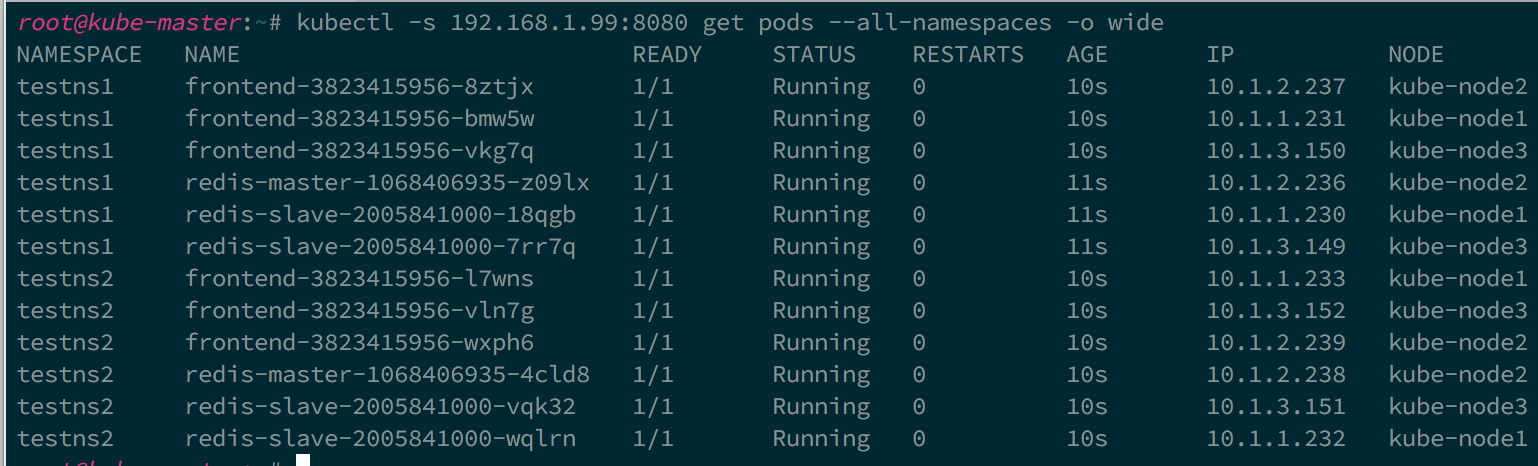 root@kube-master:~# kubectl -s 192.168.1.99:8080 get pods --all-namespaces -o wide
NAMESPACE NAME READY STATUS RESTARTS AGE IP NODE
testns1 frontend-3823415956-8ztjx 1/1 Running 0 10s 10.1.2.237 kube-node2
testns1 frontend-3823415956-bmw5w 1/1 Running 0 10s 10.1.1.231 kube-node1
testns1 frontend-3823415956-vkg7q 1/1 Running 0 10s 10.1.3.150 kube-node3
testns1 redis-master-1068406935-z09lx 1/1 Running 0 11s 10.1.2.236 kube-node2
testns1 redis-slave-2005841000-18qgb 1/1 Running 0 11s 10.1.1.230 kube-node1
testns1 redis-slave-2005841000-7rr7q 1/1 Running 0 11s 10.1.3.149 kube-node3
testns2 frontend-3823415956-l7wns 1/1 Running 0 10s 10.1.1.233 kube-node1
testns2 frontend-3823415956-vln7g 1/1 Running 0 10s 10.1.3.152 kube-node3
testns2 frontend-3823415956-wxph6 1/1 Running 0 10s 10.1.2.239 kube-node2
testns2 redis-master-1068406935-4cld8 1/1 Running 0 10s 10.1.2.238 kube-node2
testns2 redis-slave-2005841000-vqk32 1/1 Running 0 10s 10.1.3.151 kube-node3
testns2 redis-slave-2005841000-wqlrn 1/1 Running 0 10s 10.1.1.232 kube-node1